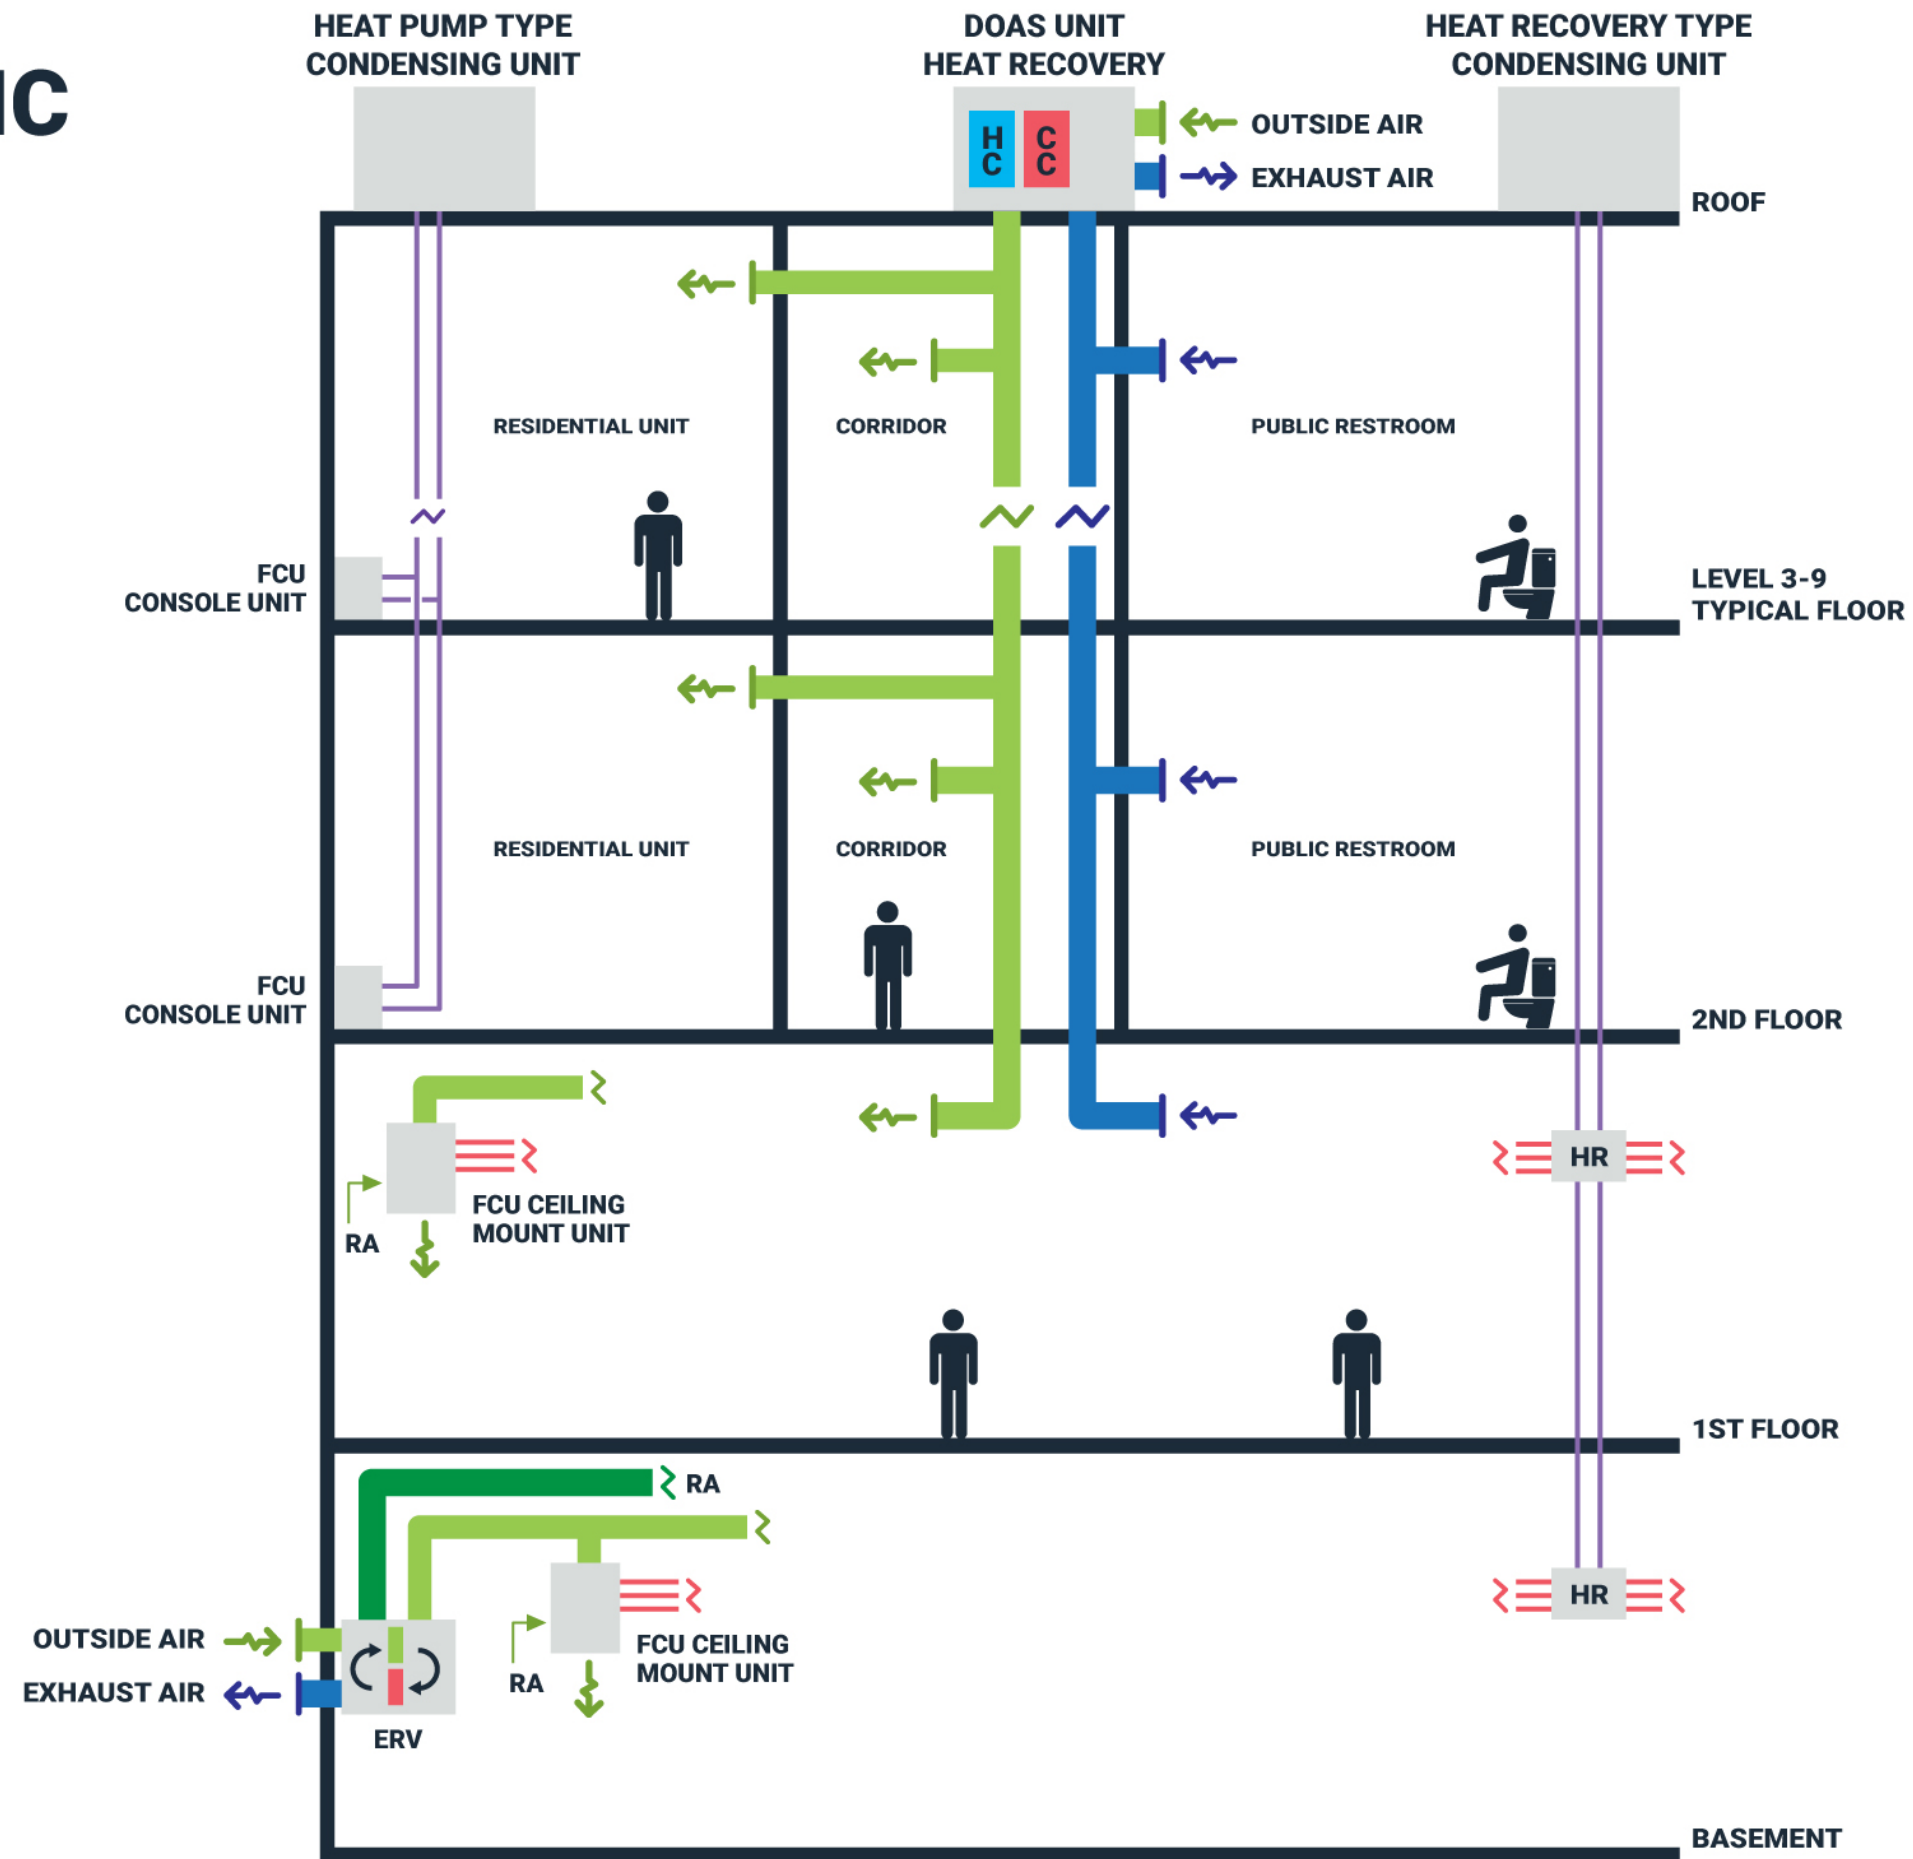 HEAT PUMP TYPE
CONDENSING UNIT
DOAS UNIT
HEAT RECOVERY
HEAT RECOVERY TYPE
CONDENSING UNIT
H
C
C
C
OUTSIDE AIR
EXHAUST AIR
ROOF
RESIDENTIAL UNIT
CORRIDOR
PUBLIC RESTROOM
FCU
CONSOLE UNIT
LEVEL 3-9
TYPICAL FLOOR
RESIDENTIAL UNIT
CORRIDOR
PUBLIC RESTROOM
FCU
CONSOLE UNIT
2ND FLOOR
HR
FCU CEILING
MOUNT UNIT
RA
1ST FLOOR
RA
HR
OUTSIDE AIR
EXHAUST AIR
FCU CEILING
MOUNT UNIT
RA
ERV
BASEMENT